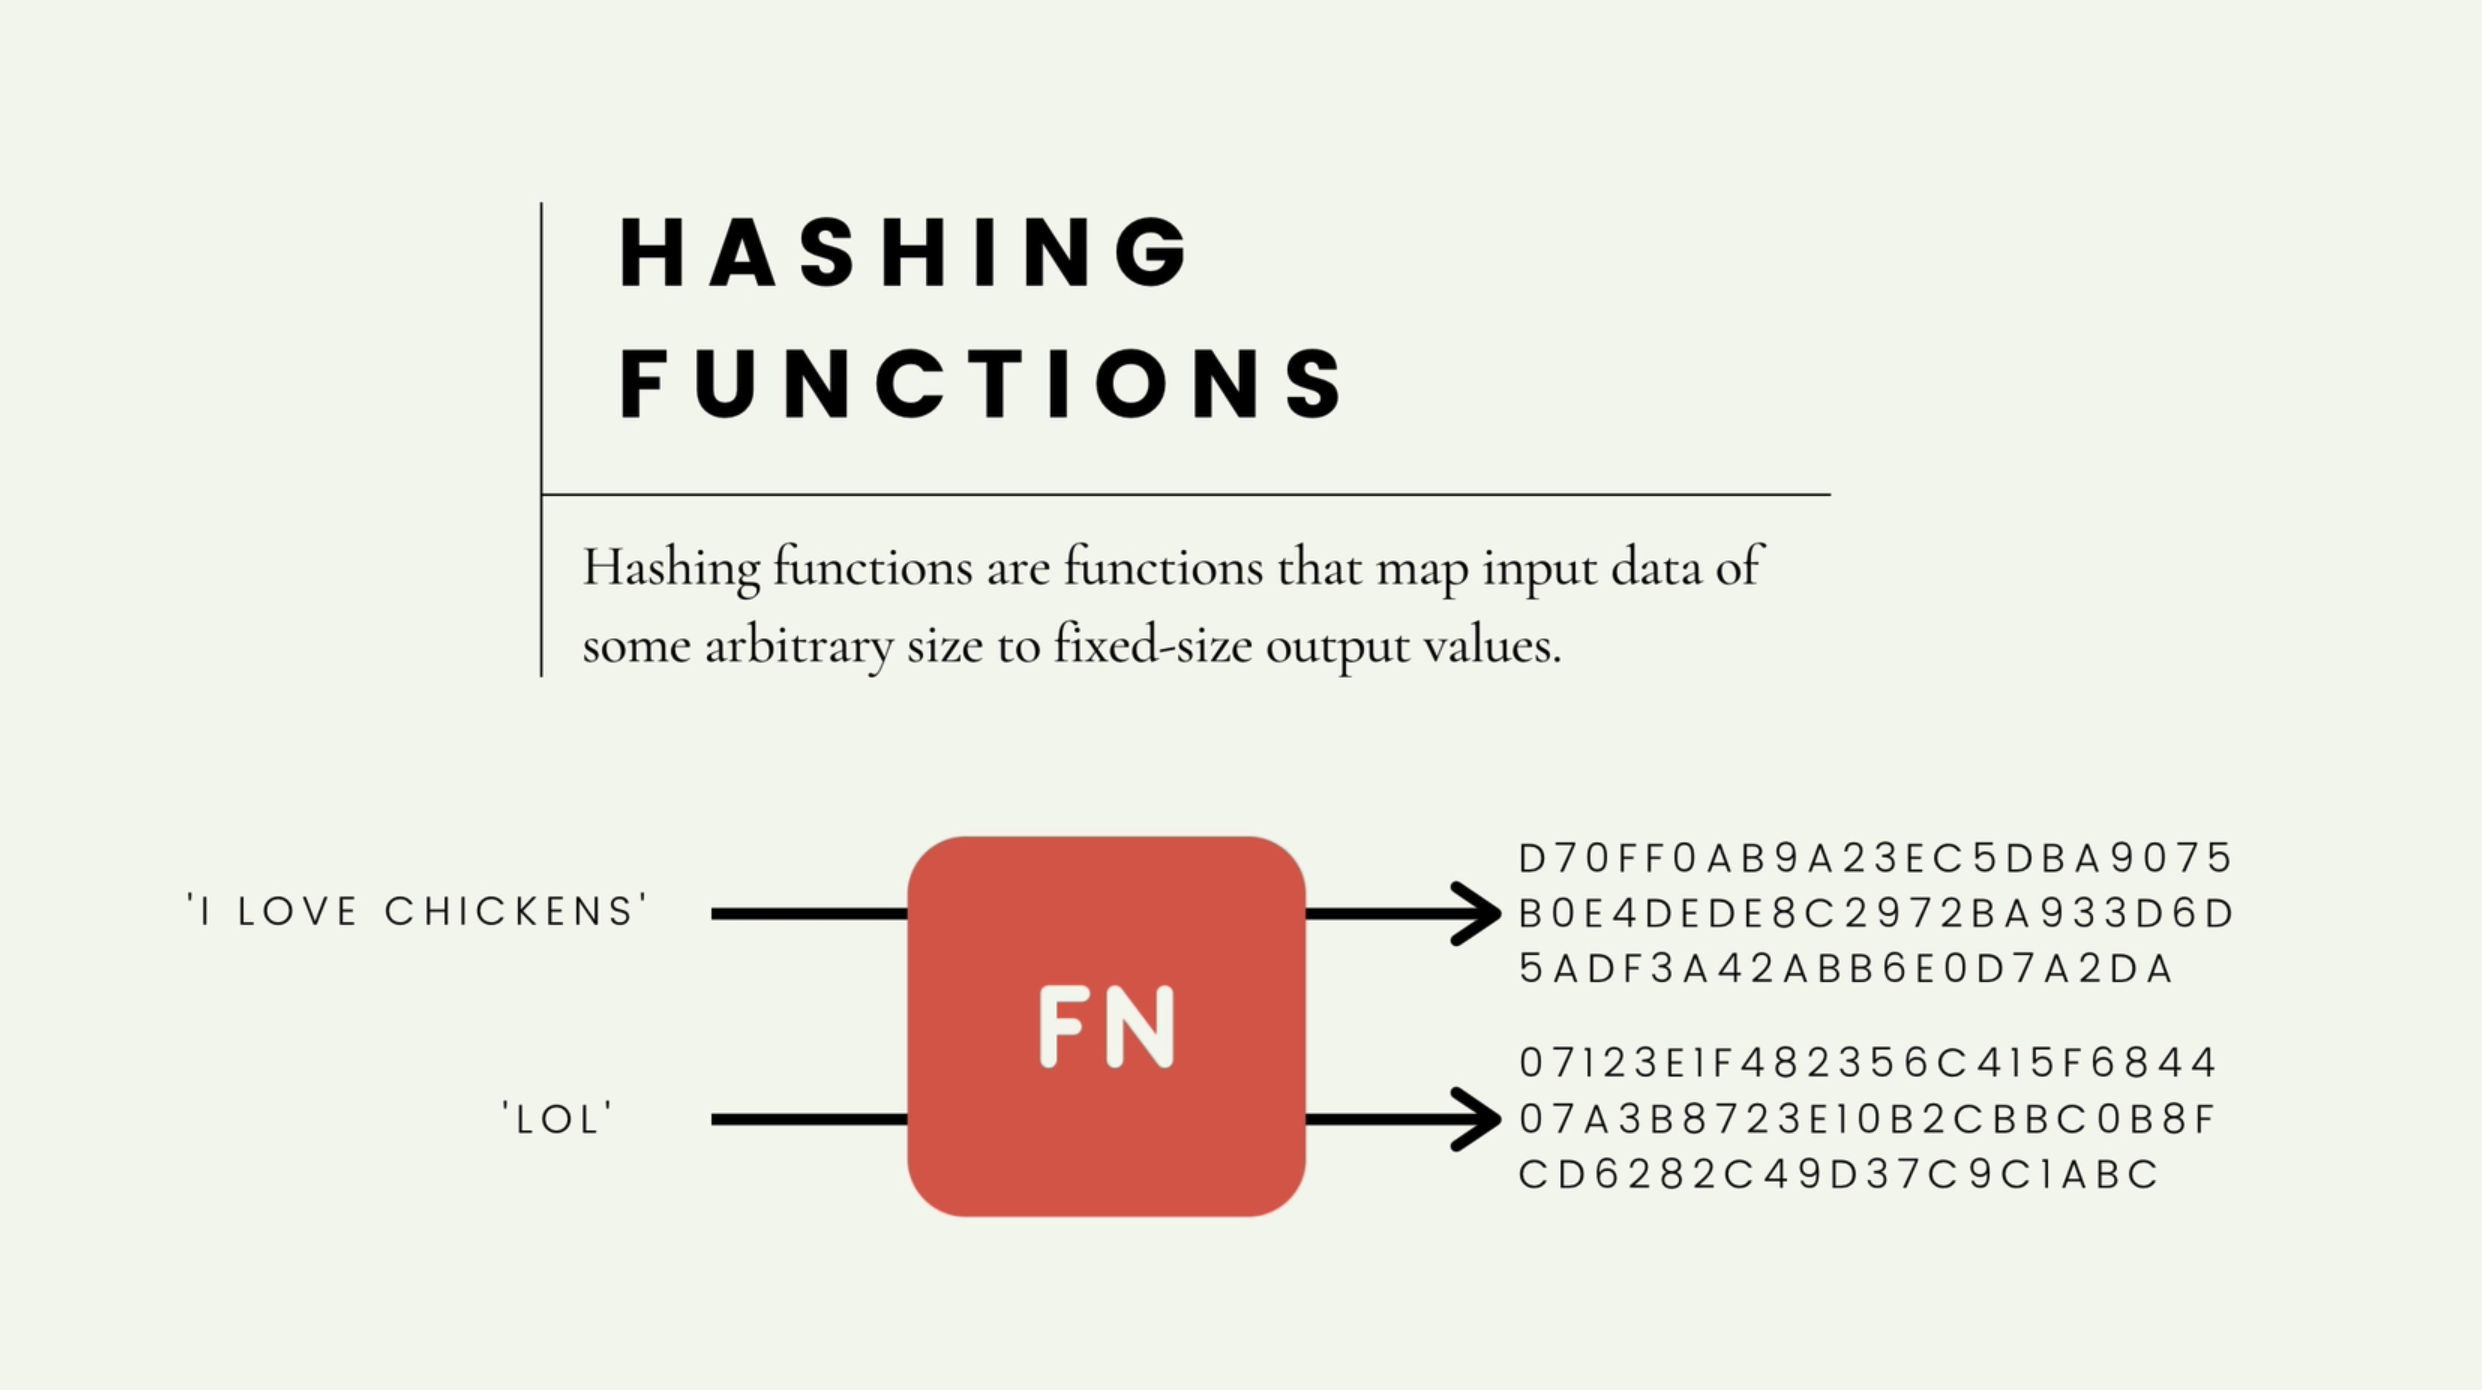 HASHING
FUNCTIONS
Hashing functions are functions that map input data of
some arbitrary size to fixed-size output values.
'I LOVE CHICKENS'
FN
D70FF0AB9A23EC5DBA9075
B0E4DEDE8C2972BA933D6D
5ADF3A42ABB6E0D7A2DA
'LOL'
07123E1F482356C415F6844
07A3B8723E10B2CBBC0B8F
CD6282C49D37C9C1ABC